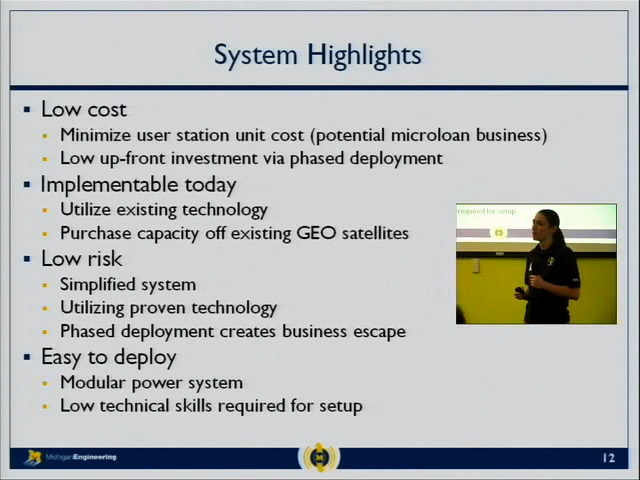 System Highlights
Low cost
Minimize user station unit cost (potential microloan business)
Low up-front investment via phased deployment
Implementable today
Utilize existing technology
Purchase capacity off existing GEO satellites
Low risk
Simplified system
Utilizing proven technology
Phased deployment creates business escape
Easy to deploy
Modular power system
Low technical skills required for setup
required for setup
M MichiganEngineering
M
12